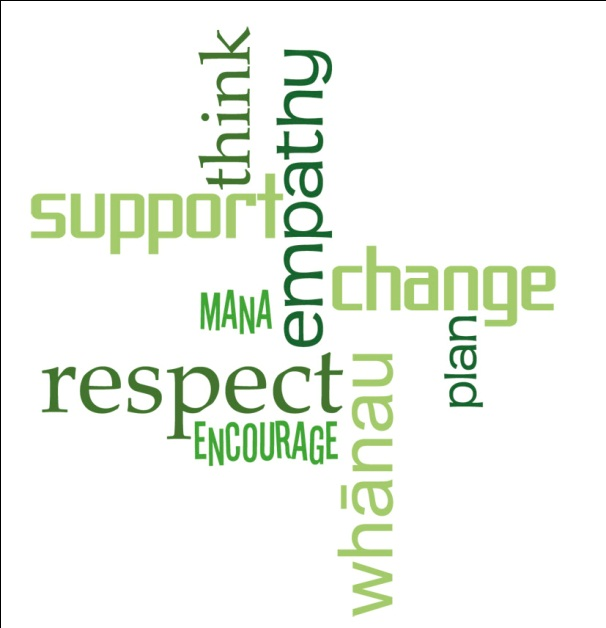 think
empathy
support
change
MANA
plan
respect
ENCOURAGE
whānau